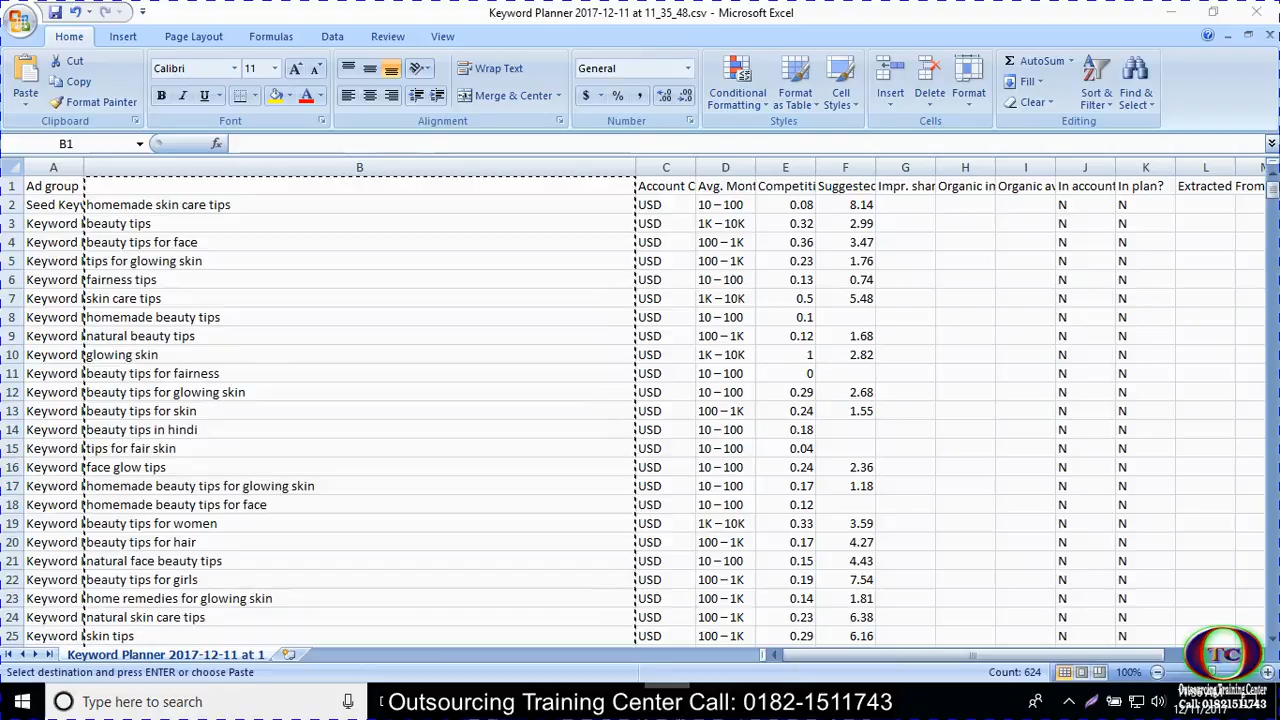 Keyword Planner 2017-12-11 at 11_35_48.csv - Microsoft Excel
Home Insert Page Layout Formulas Data Review View
Paste Cut Copy Format Painter Clipboard
Calibri 11 B I U A Font
Wrap Text Merge & Center Alignment
General $ % , Number
Conditional Formatting Format as Table Cell Styles Styles
Insert Delete Format Cells
Σ AutoSum Fill Clear Sort & Filter Find & Select Editing
B1 fx
A B C D E F G H I J K L
1 Ad group Account C Avg. Mont Competiti Suggested Impr. shar Organic in Organic av In account In plan? Extracted From
2 Seed Key homemade skin care tips USD 10 – 100 0.08 8.14 N N
3 Keyword beauty tips USD 1K – 10K 0.32 2.99 N N
4 Keyword beauty tips for face USD 100 – 1K 0.36 3.47 N N
5 Keyword tips for glowing skin USD 100 – 1K 0.23 1.76 N N
6 Keyword fairness tips USD 10 – 100 0.13 0.74 N N
7 Keyword skin care tips USD 1K – 10K 0.5 5.48 N N
8 Keyword homemade beauty tips USD 10 – 100 0.1 N N
9 Keyword natural beauty tips USD 100 – 1K 0.12 1.68 N N
10 Keyword glowing skin USD 1K – 10K 1 2.82 N N
11 Keyword beauty tips for fairness USD 10 – 100 0 N N
12 Keyword beauty tips for glowing skin USD 10 – 100 0.29 2.68 N N
13 Keyword beauty tips for skin USD 100 – 1K 0.24 1.55 N N
14 Keyword beauty tips in hindi USD 10 – 100 0.18 N N
15 Keyword tips for fair skin USD 10 – 100 0.04 N N
16 Keyword face glow tips USD 10 – 100 0.24 2.36 N N
17 Keyword homemade beauty tips for glowing skin USD 10 – 100 0.17 1.18 N N
18 Keyword homemade beauty tips for face USD 10 – 100 0.12 N N
19 Keyword beauty tips for women USD 1K – 10K 0.33 3.59 N N
20 Keyword beauty tips for hair USD 100 – 1K 0.17 4.27 N N
21 Keyword natural face beauty tips USD 10 – 100 0.15 4.43 N N
22 Keyword beauty tips for girls USD 100 – 1K 0.19 7.54 N N
23 Keyword home remedies for glowing skin USD 100 – 1K 0.14 1.81 N N
24 Keyword natural skin care tips USD 100 – 1K 0.23 6.38 N N
25 Keyword skin tips USD 100 – 1K 0.29 6.16 N N
Keyword Planner 2017-12-11 at 1
Select destination and press ENTER or choose Paste Count: 624 100%
TC
Outsourcing Training Center
Call: 01821511743
Type here to search
Outsourcing Training Center Call: 0182-1511743